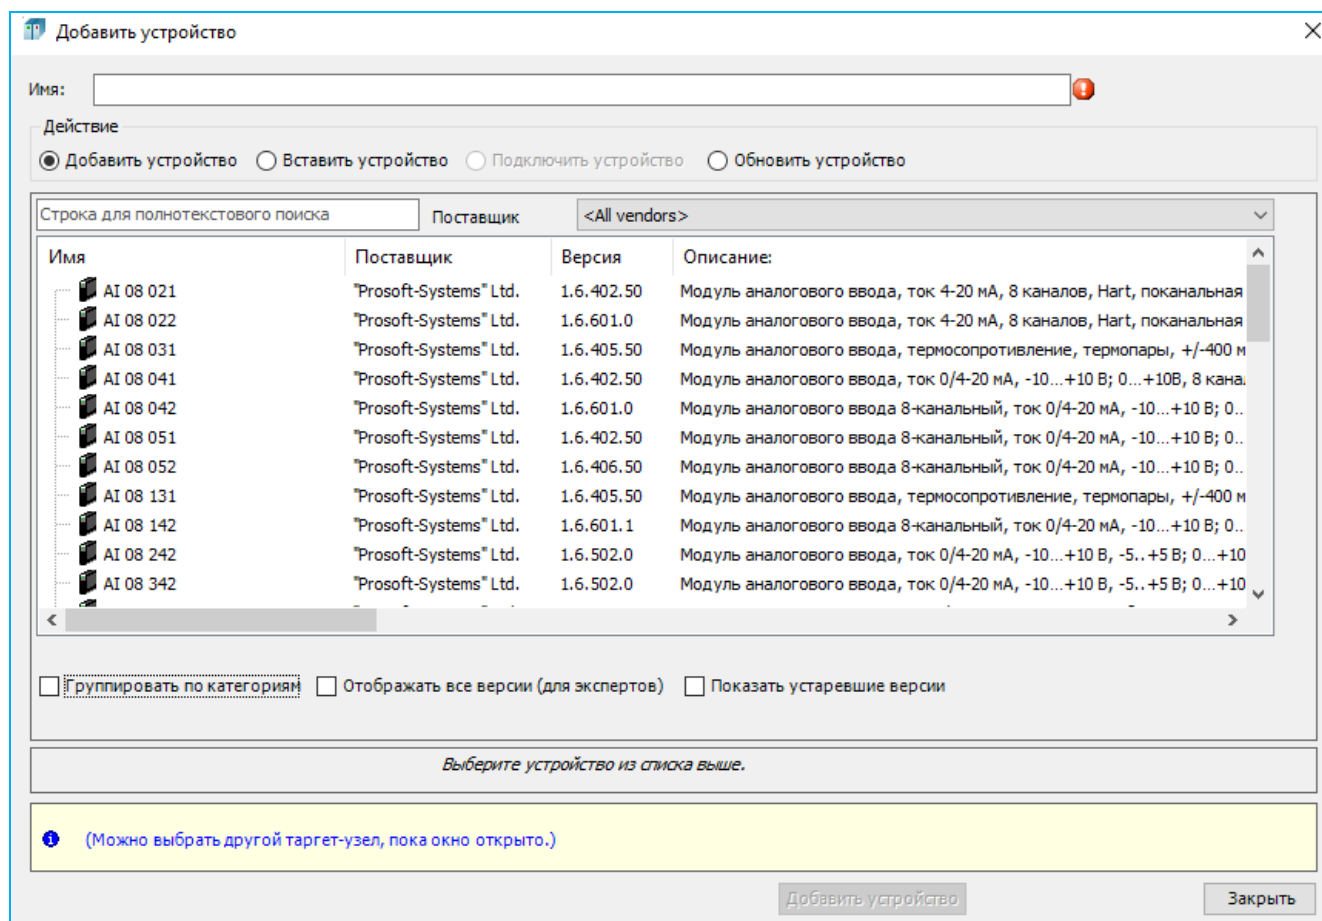 Добавить устройство
Имя:
Действие
Добавить устройство Вставить устройство Подключить устройство Обновить устройство
Строка для полнотекстового поиска Поставщик <All vendors>
Имя Поставщик Версия Описание:
AI 08 021 "Prosoft-Systems" Ltd. 1.6.402.50 Модуль аналогового ввода, ток 4-20 мА, 8 каналов, Hart, поканальная
AI 08 022 "Prosoft-Systems" Ltd. 1.6.601.0 Модуль аналогового ввода, ток 4-20 мА, 8 каналов, Hart, поканальная
AI 08 031 "Prosoft-Systems" Ltd. 1.6.405.50 Модуль аналогового ввода, термосопротивление, термопары, +/-400 м
AI 08 041 "Prosoft-Systems" Ltd. 1.6.402.50 Модуль аналогового ввода, ток 0/4-20 мА, -10...+10 В; 0...+10В, 8 кана
AI 08 042 "Prosoft-Systems" Ltd. 1.6.601.0 Модуль аналогового ввода 8-канальный, ток 0/4-20 мА, -10...+10 В; 0...
AI 08 051 "Prosoft-Systems" Ltd. 1.6.402.50 Модуль аналогового ввода 8-канальный, ток 0/4-20 мА, -10...+10 В; 0...
AI 08 052 "Prosoft-Systems" Ltd. 1.6.406.50 Модуль аналогового ввода 8-канальный, ток 0/4-20 мА, -10...+10 В; 0...
AI 08 131 "Prosoft-Systems" Ltd. 1.6.405.50 Модуль аналогового ввода, термосопротивление, термопары, +/-400 м
AI 08 142 "Prosoft-Systems" Ltd. 1.6.601.1 Модуль аналогового ввода 8-канальный, ток 0/4-20 мА, -10...+10 В; 0...
AI 08 242 "Prosoft-Systems" Ltd. 1.6.502.0 Модуль аналогового ввода, ток 0/4-20 мА, -10...+10 В, -5..+5 В; 0...+10
AI 08 342 "Prosoft-Systems" Ltd. 1.6.502.0 Модуль аналогового ввода, ток 0/4-20 мА, -10...+10 В, -5..+5 В; 0...+10
Группировать по категориям Отображать все версии (для экспертов) Показать устаревшие версии
Выберите устройство из списка выше.
(Можно выбрать другой таргет-узел, пока окно открыто.)
Добавить устройство Закрыть